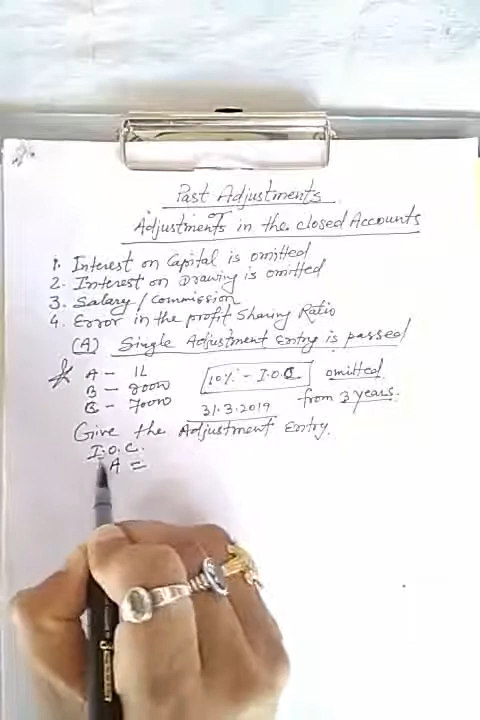 Past Adjustments
or
Adjustments in the closed Accounts
1. Interest on Capital is omitted
2. Interest on Drawing is omitted
3. Salary / Commission
4. Error in the profit Sharing Ratio
(A) Single Adjustment Entry is passed
A - 1L 10% - I.O.C omitted
B - 80000 from 3 years.
C - 70000 31.3.2019
Give the Adjustment Entry.
I.O.C.
A =